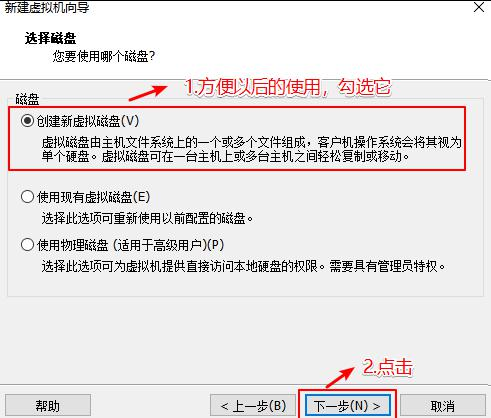 新建虚拟机向导
选择磁盘
您要使用哪个磁盘?
1.方便以后的使用，勾选它
磁盘
创建新虚拟磁盘(V)
虚拟磁盘由主机文件系统上的一个或多个文件组成，客户机操作系统会将其视为
单个硬盘。虚拟磁盘可在一台主机上或多台主机之间轻松复制或移动。
使用现有虚拟磁盘(E)
选择此选项可重新使用以前配置的磁盘。
使用物理磁盘 (适用于高级用户)(P)
选择此选项可为虚拟机提供直接访问本地硬盘的权限。需要具有管理员特权。
2.点击
帮助
< 上一步(B)
下一步(N) >
取消